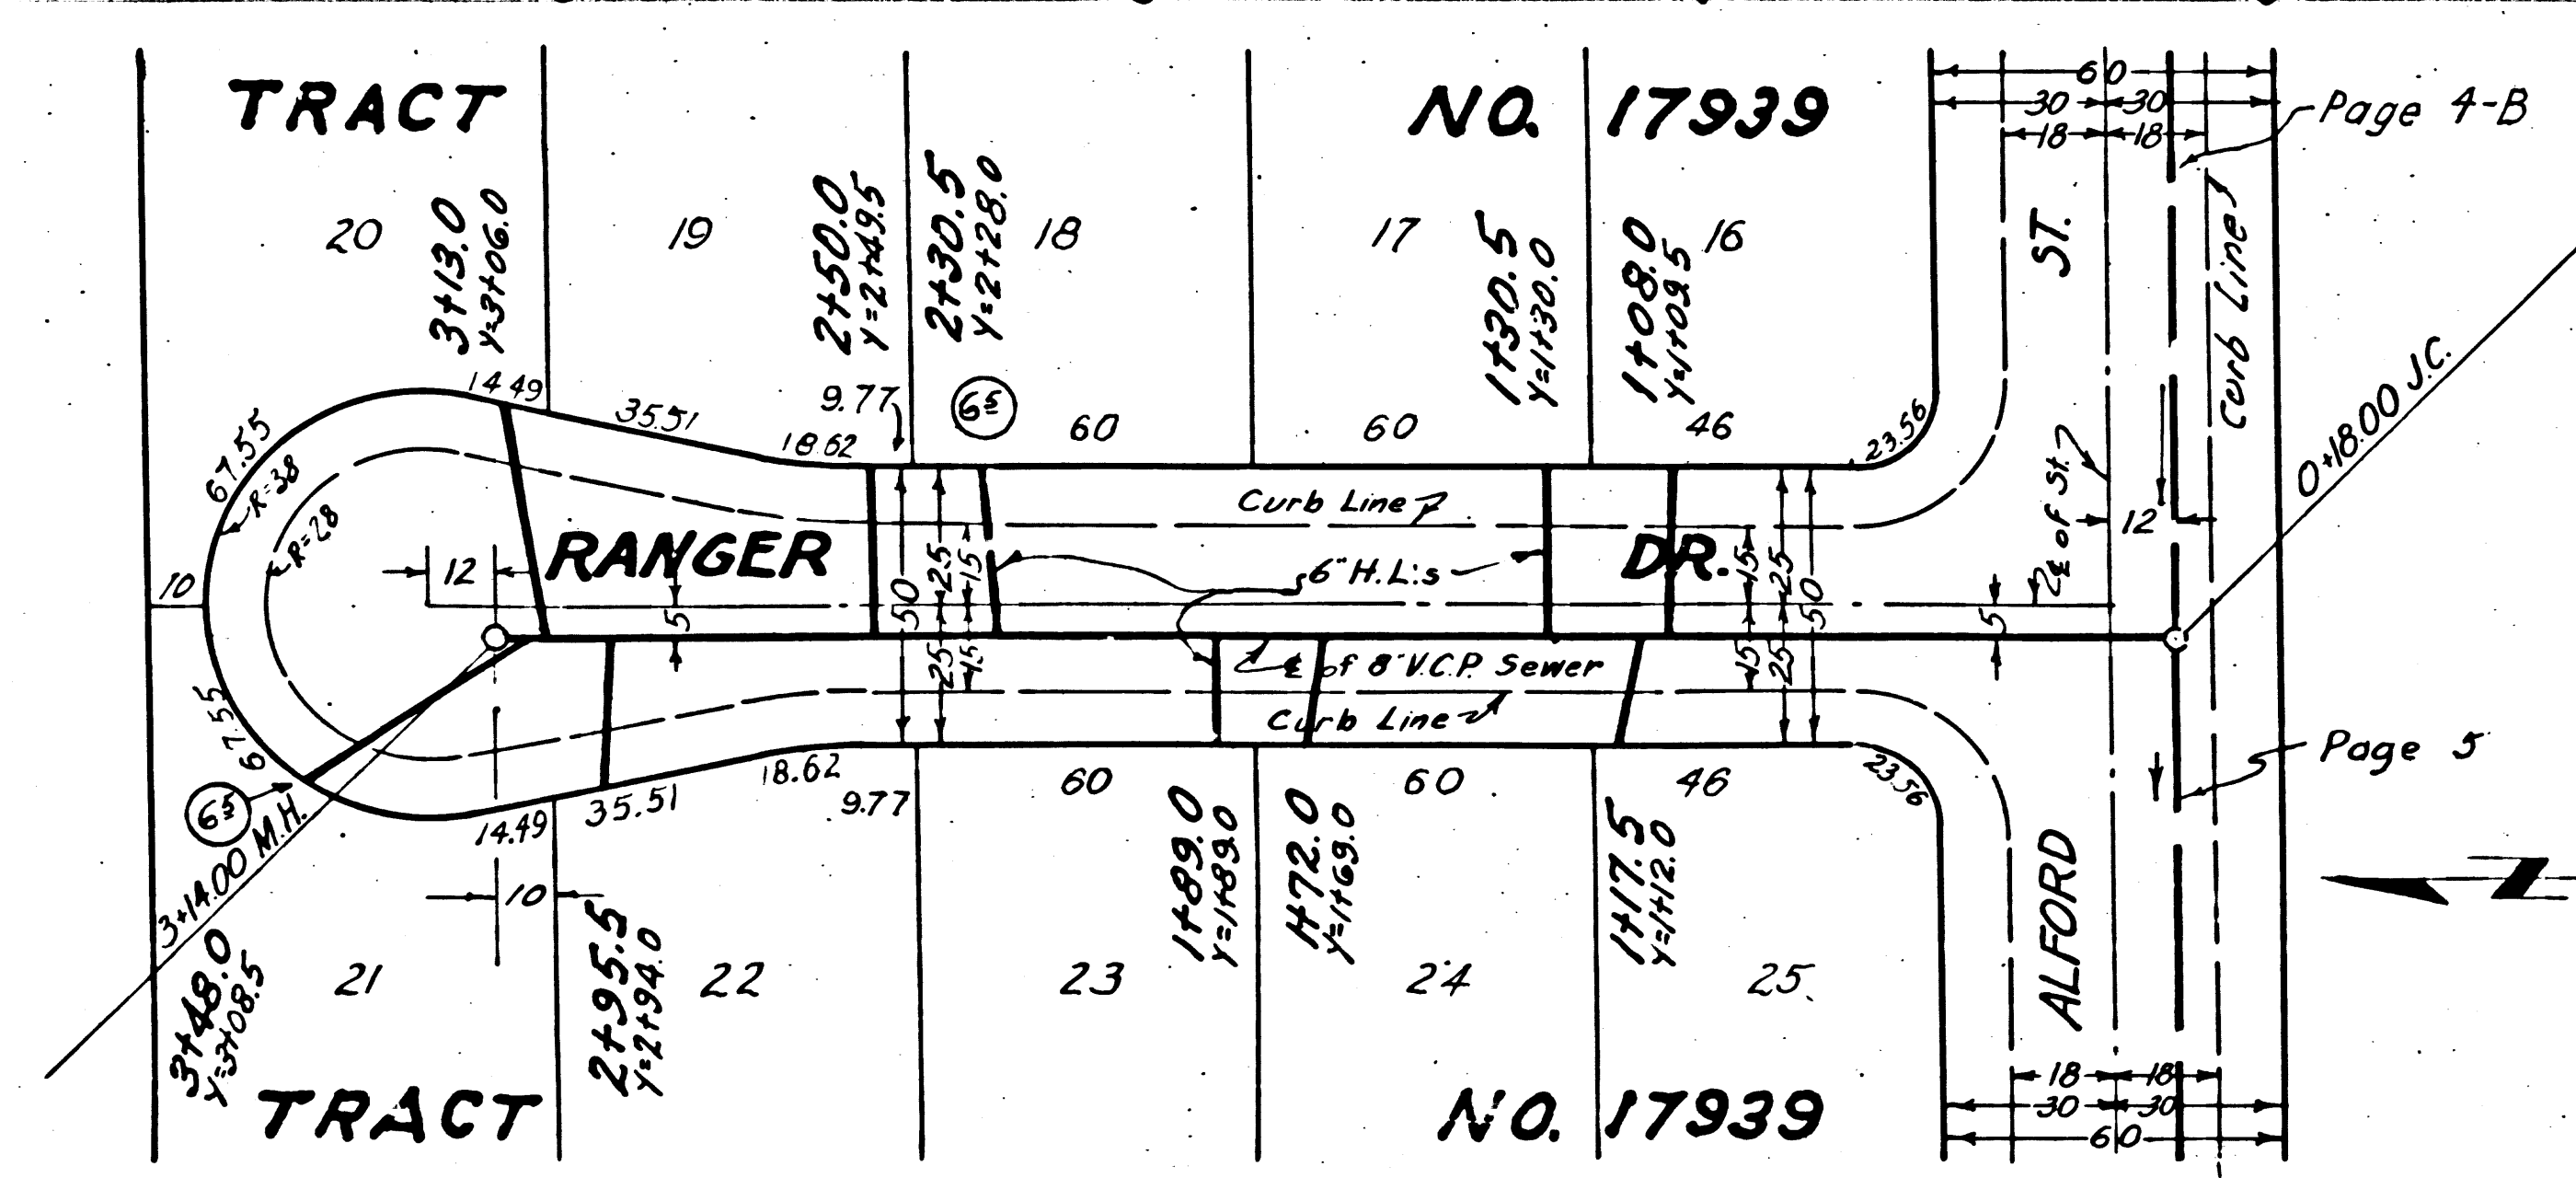 TRACT NO. 17939
60
30 30
18 18
Page 4-B
20
19
18
17
16
3+13.0
Y=3+06.0
2+50.0
Y=2+49.5
2+30.5
Y=2+28.0
1+30.5
Y=1+30.0
1+08.0
Y=1+09.5
ST.
Curb Line
0+18.00 J.C.
14.49
35.51
18.62
9.77
6 5
60
60
46
23.56
67.55
R=38
R=28
Curb Line
℄ of St.
12
10
12
RANGER DR.
6" H.L.'s
5
50
25
15
15
25
50
5
25
15
15
25
℄ of 8" V.C.P. Sewer
Curb Line
Page 5
67.55
6 5
3+14.00 M.H.
14.49
35.51
18.62
9.77
60
60
46
23.56
10
1+89.0
Y=1+89.0
1+72.0
Y=1+69.0
1+17.5
Y=1+12.0
ALFORD
N
3+48.0
Y=3+08.5
2+95.5
Y=2+94.0
21
22
23
24
25
18 18
30 30
60
TRACT NO. 17939